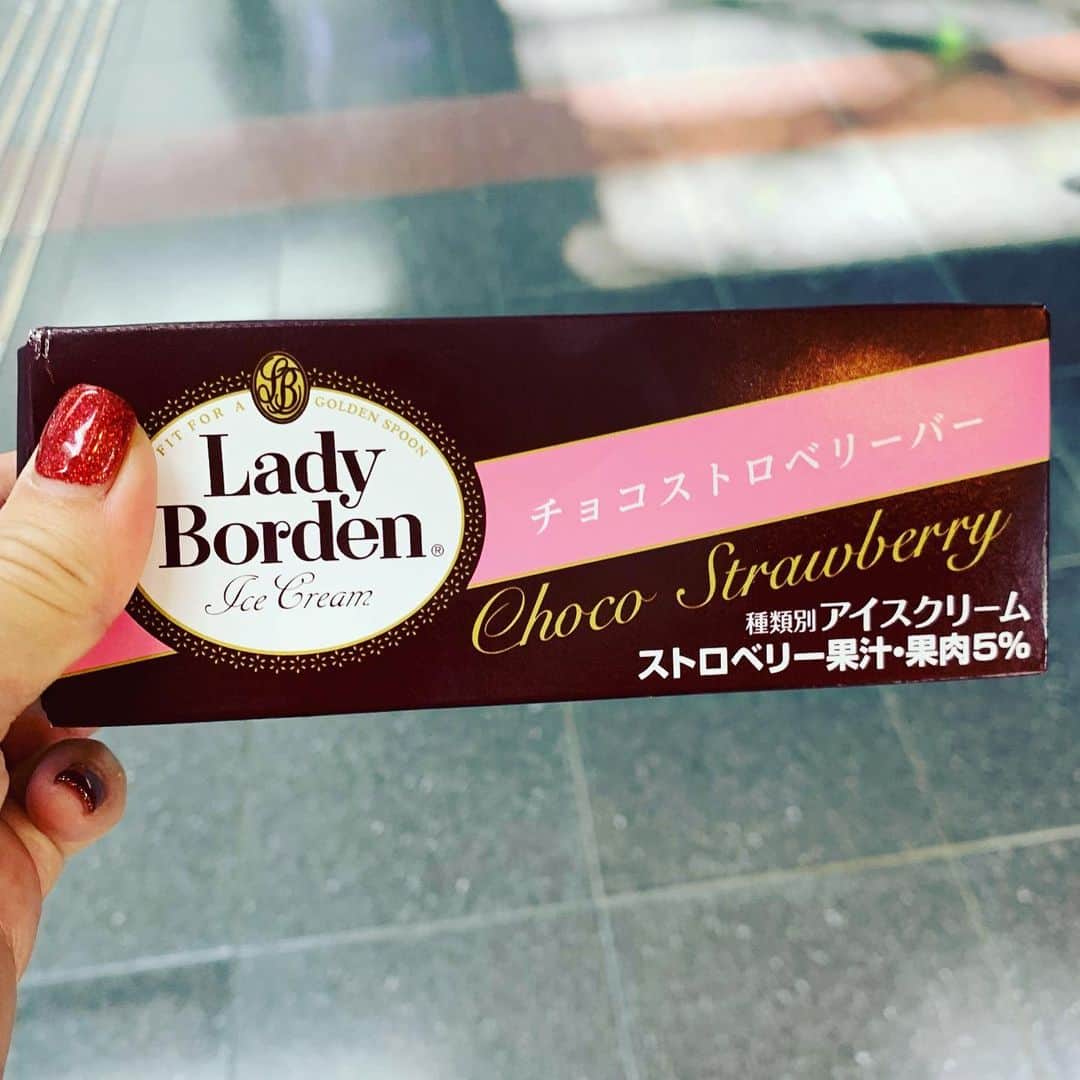 LB
FIT FOR A GOLDEN SPOON
Lady
Borden®
Ice Cream
チョコストロベリーバー
Choco Strawberry
種類別 アイスクリーム
ストロベリー果汁・果肉5%